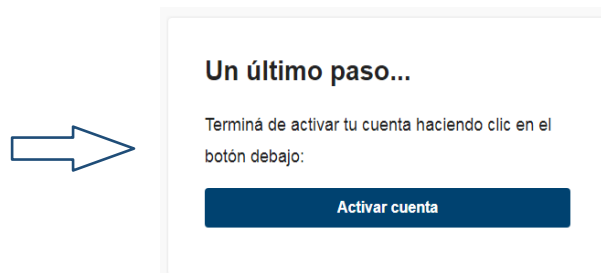 Un último paso...
Terminá de activar tu cuenta haciendo clic en el
botón debajo:
Activar cuenta